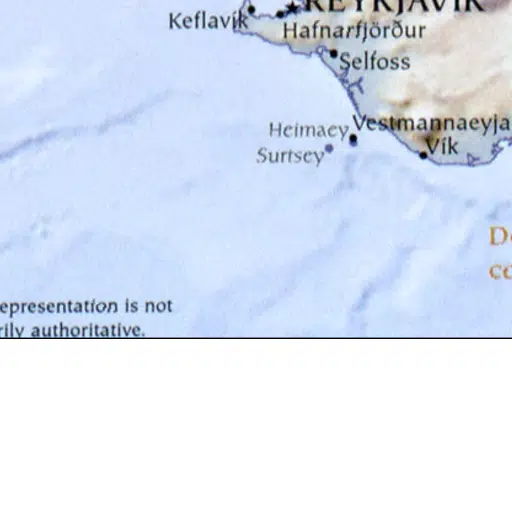 REYKJAVÍK
Keflavík
Hafnarfjörður
Selfoss
Heimaey
Vestmannaeyja
Surtsey
Vík
epresentation is not
rily authoritative.